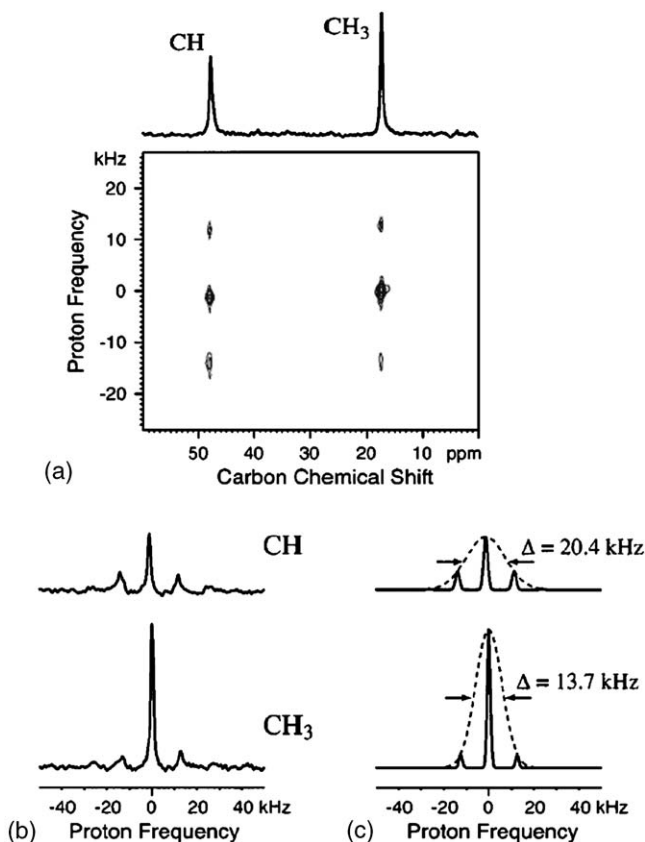 CH
CH₃
kHz
20
10
0
-10
-20
Proton Frequency
50 40 30 20 10 ppm
(a)
Carbon Chemical Shift
CH
CH₃
-40 -20 0 20 40 kHz
(b)
Proton Frequency
Δ = 20.4 kHz
Δ = 13.7 kHz
-40 -20 0 20 40 kHz
(c)
Proton Frequency